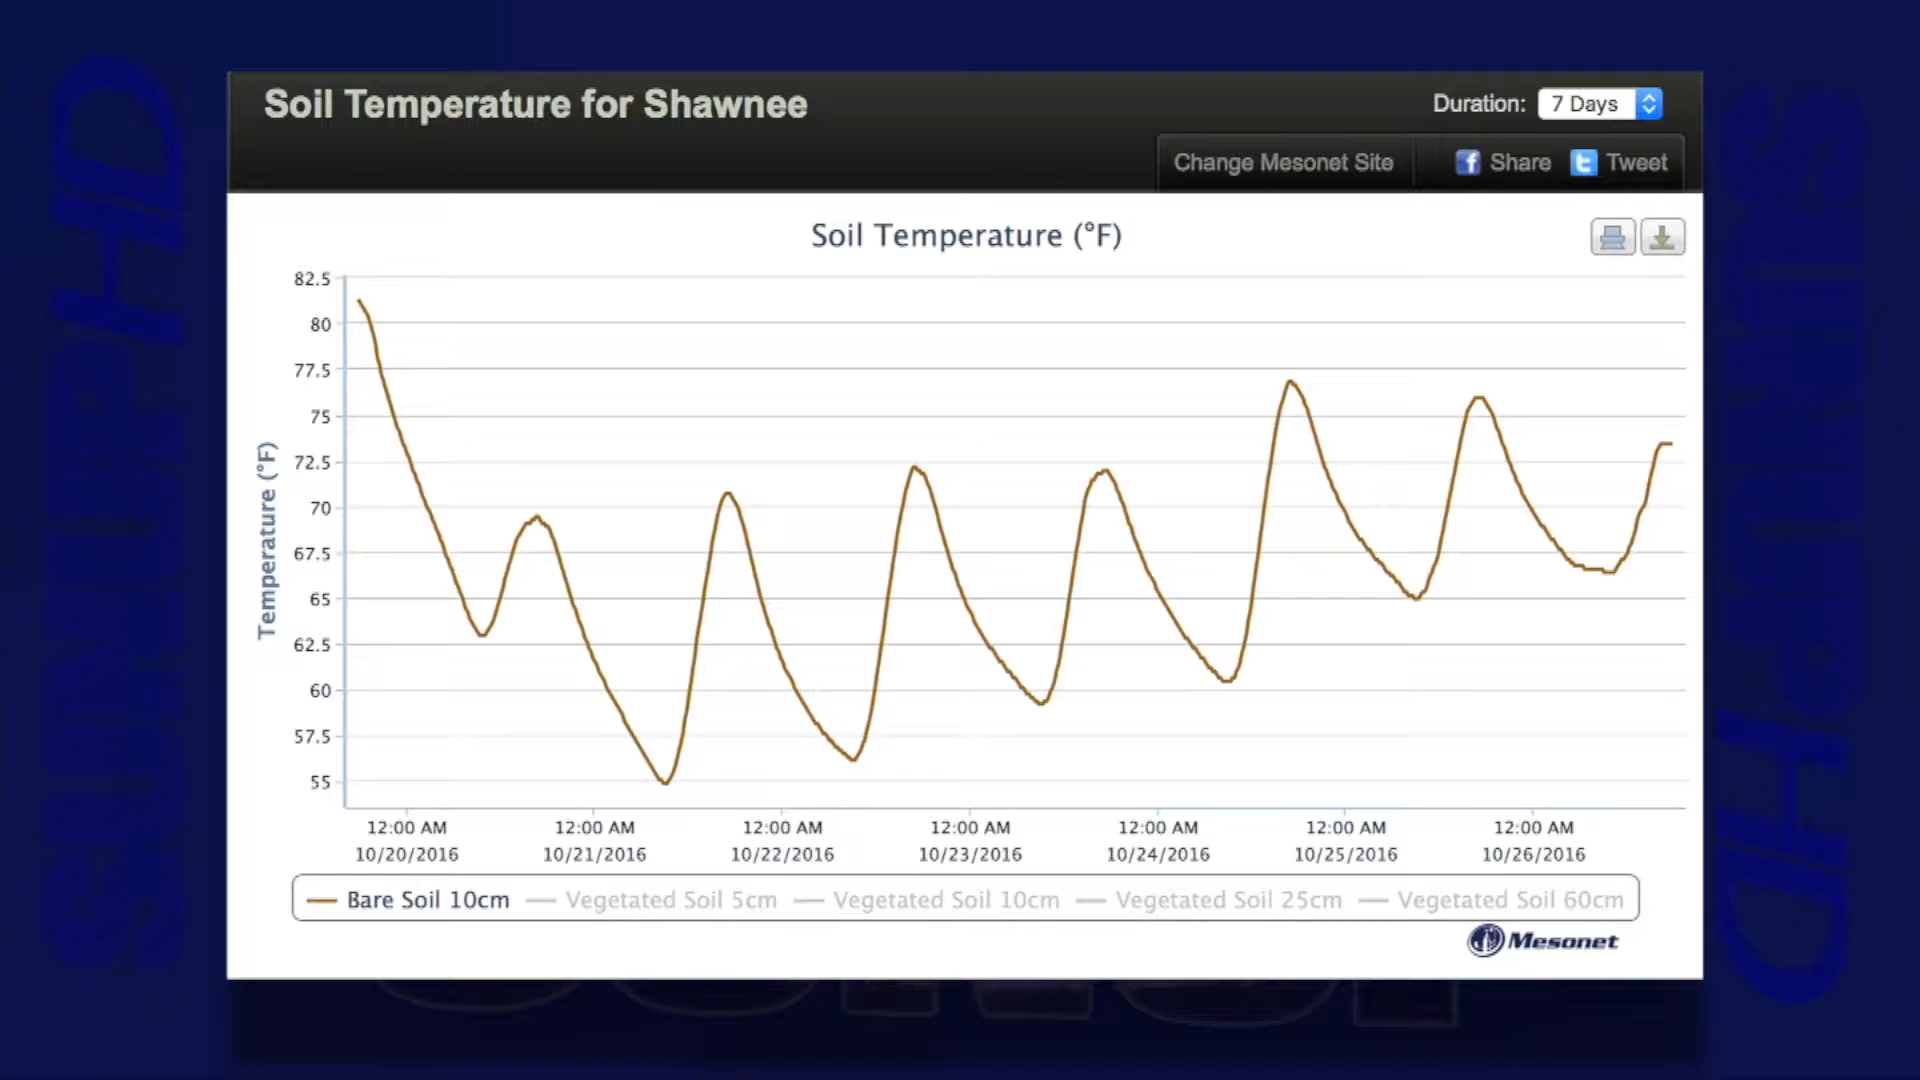 Soil Temperature for Shawnee
Duration: 7 Days
Change Mesonet Site Share Tweet
Soil Temperature (°F)
82.5
80
77.5
75
72.5
70
67.5
65
62.5
60
57.5
55
Temperature (°F)
12:00 AM 12:00 AM 12:00 AM 12:00 AM 12:00 AM 12:00 AM 12:00 AM
10/20/2016 10/21/2016 10/22/2016 10/23/2016 10/24/2016 10/25/2016 10/26/2016
Bare Soil 10cm Vegetated Soil 5cm Vegetated Soil 10cm Vegetated Soil 25cm Vegetated Soil 60cm
Mesonet
SUNUPHD
SUNUPHD